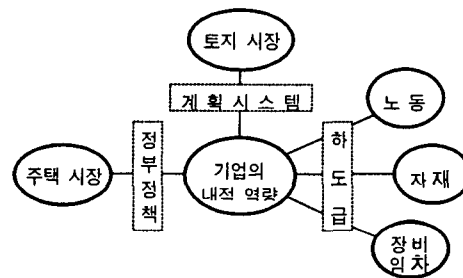 토지 시장
계획시스템
노동
주택 시장
정부정책
기업의
내적 역량
하도급
자재
장비
임차